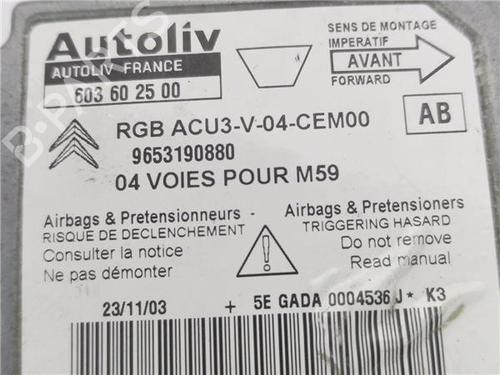 Autoliv
AUTOLIV FRANCE
603 60 25 00
SENS DE MONTAGE
IMPERATIF
AVANT
FORWARD
AB
RGB ACU3-V-04-CEM00
9653190880
04 VOIES POUR M59
Airbags & Pretensionneurs
RISQUE DE DECLENCHEMENT
Consulter la notice
Ne pas démonter
Airbags & Pretensioners
TRIGGERING HASARD
Do not remove
Read manual
23/11/03 + 5E GADA 0004536J* K3
B-PARTS